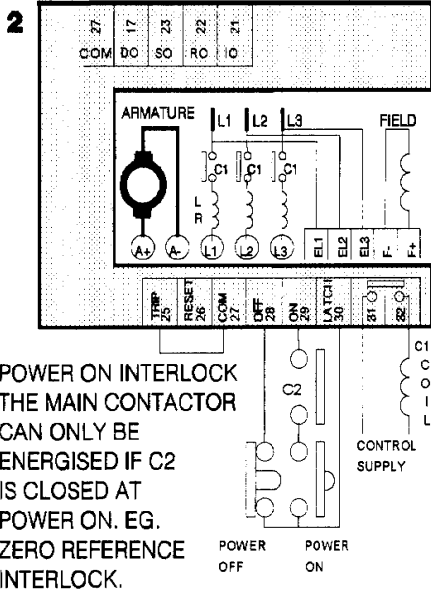 2
27 17 23 22 21
COM DO SO RO IO
ARMATURE L1 L2 L3 FIELD
C1 C1 C1
L
R
A+ A- L1 L2 L3 EL1 EL2 EL3 F- F+
TRIP 25 RESET 26 COM 27 OFF 28 ON 29 LATCH 30 S1 S2
C1
C
O
I
L
C2
CONTROL
SUPPLY
POWER ON INTERLOCK
THE MAIN CONTACTOR
CAN ONLY BE
ENERGISED IF C2
IS CLOSED AT
POWER ON. EG.
ZERO REFERENCE
INTERLOCK.
POWER
OFF
POWER
ON